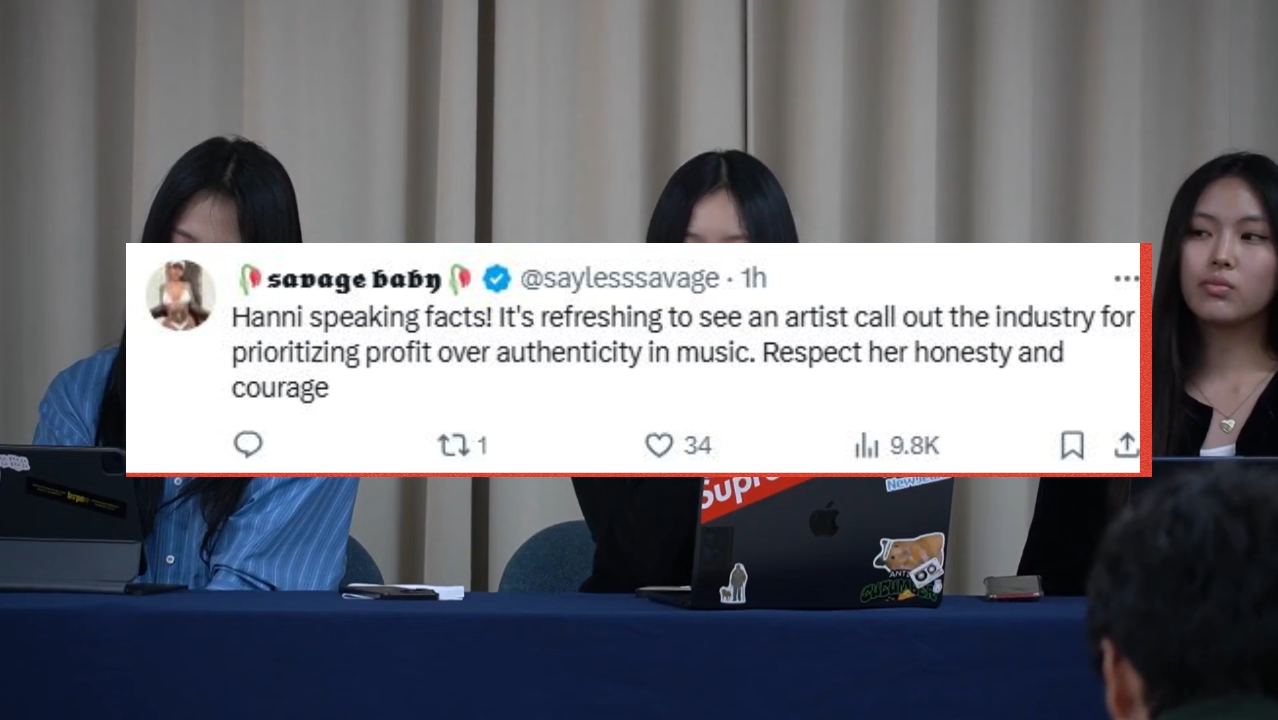 savage baby @saylesssavage · 1h
Hanni speaking facts! It's refreshing to see an artist call out the industry for
prioritizing profit over authenticity in music. Respect her honesty and
courage
1 34 9.8K